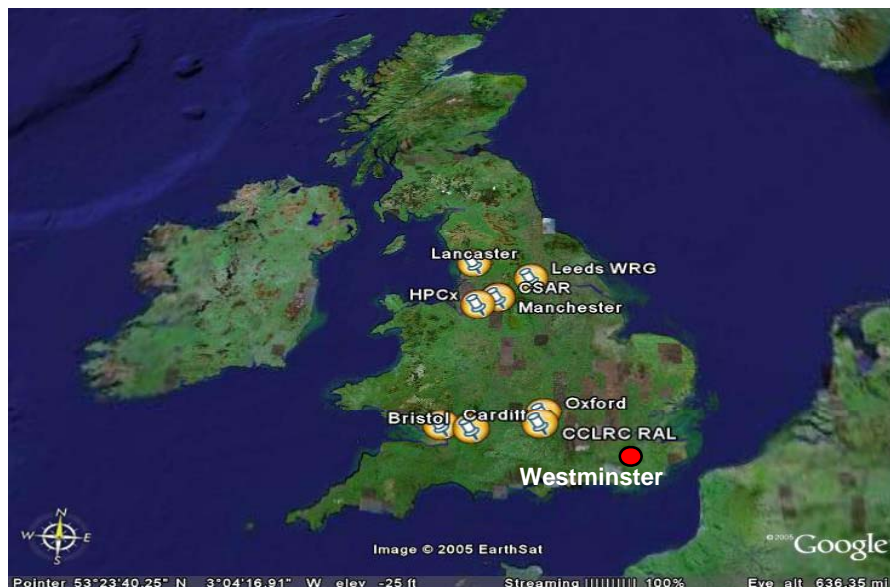 Lancaster
Leeds WRG
HPCx
CSAR
Manchester
Bristol
Cardiff
Oxford
CCLRC RAL
Westminster
N
W
E
S
Image © 2005 EarthSat
© 2005
Google
Pointer 53°23'40.25" N 3°04'16.91" W elev -25 ft Streaming |||||||||| 100% Eye alt 636.35 mi